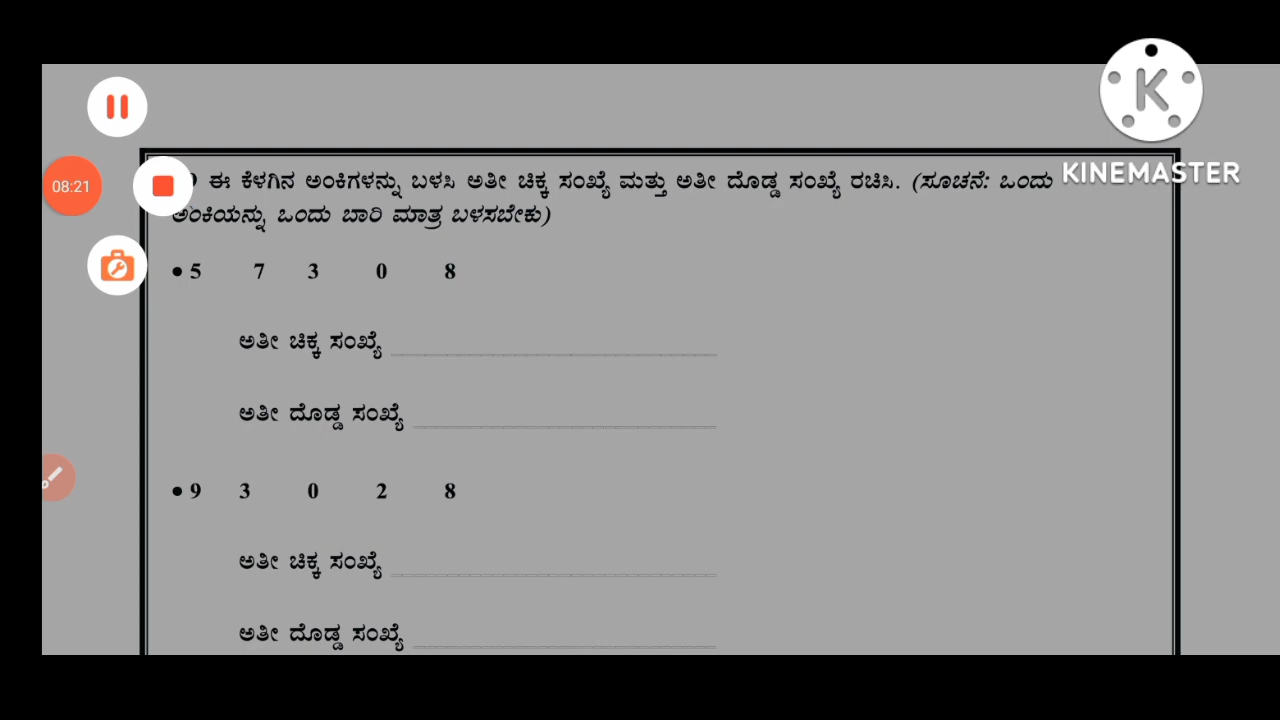 KINEMASTER
08:21
ಈ ಕೆಳಗಿನ ಅಂಕಿಗಳನ್ನು ಬಳಸಿ ಅತೀ ಚಿಕ್ಕ ಸಂಖ್ಯೆ ಮತ್ತು ಅತೀ ದೊಡ್ಡ ಸಂಖ್ಯೆ ರಚಿಸಿ. (ಸೂಚನೆ: ಒಂದು
ಅಂಕಿಯನ್ನು ಒಂದು ಬಾರಿ ಮಾತ್ರ ಬಳಸಬೇಕು)
• 5 7 3 0 8
ಅತೀ ಚಿಕ್ಕ ಸಂಖ್ಯೆ
ಅತೀ ದೊಡ್ಡ ಸಂಖ್ಯೆ
• 9 3 0 2 8
ಅತೀ ಚಿಕ್ಕ ಸಂಖ್ಯೆ
ಅತೀ ದೊಡ್ಡ ಸಂಖ್ಯೆ